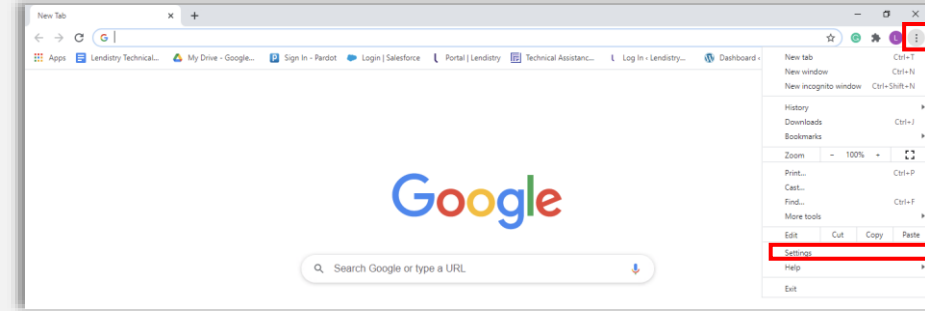 New Tab
G
Apps Lendistry Technical... My Drive - Google... Sign In - Pardot Login | Salesforce Portal | Lendistry Technical Assistanc... Log In ‹ Lendistry... Dashboard ‹
L
New tab Ctrl+T
New window Ctrl+N
New incognito window Ctrl+Shift+N
History
Downloads Ctrl+J
Bookmarks
Zoom - 100% +
Print... Ctrl+P
Cast...
Find... Ctrl+F
More tools
Edit Cut Copy Paste
Settings
Help
Exit
Google
Search Google or type a URL